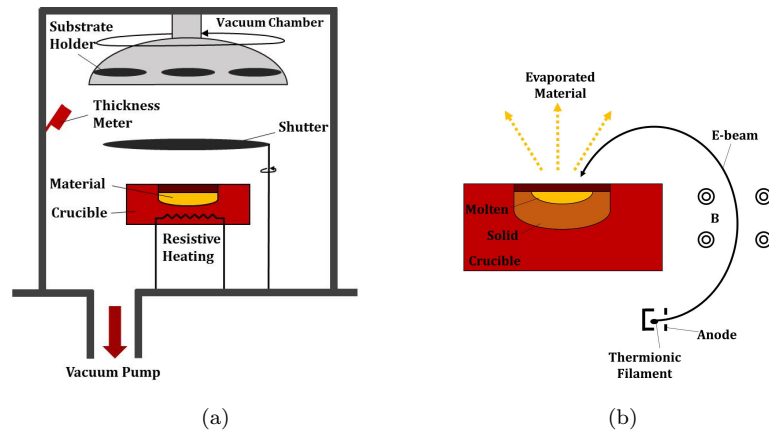 Vacuum Chamber
Substrate
Holder
Thickness
Meter
Shutter
Material
Crucible
Resistive
Heating
Vacuum Pump
(a)
Evaporated
Material
E-beam
Molten
B
Solid
Crucible
Anode
Thermionic
Filament
(b)